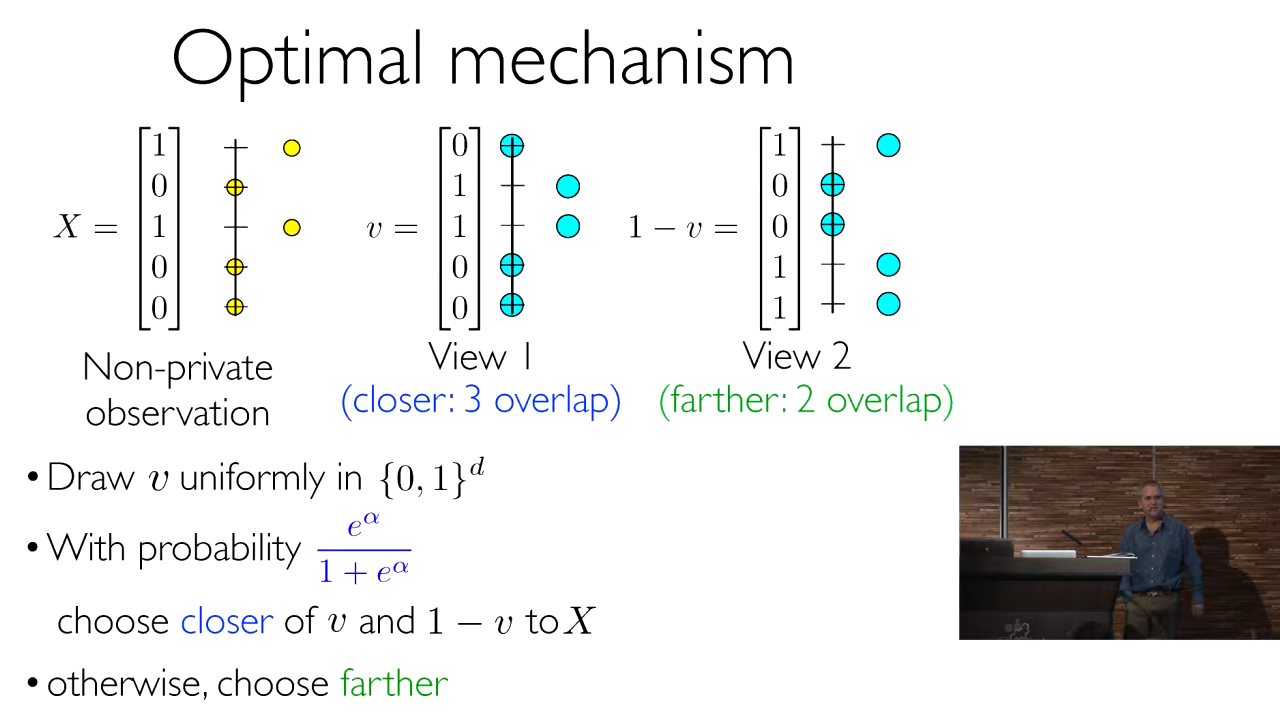 Optimal mechanism
X = [1 0 1 0 0]
v = [0 1 1 0 0]
1 − v = [1 0 0 1 1]
Non-private
observation
View 1
(closer: 3 overlap)
View 2
(farther: 2 overlap)
• Draw v uniformly in {0, 1}^d
• With probability e^α / (1 + e^α)
choose closer of v and 1 − v to X
• otherwise, choose farther